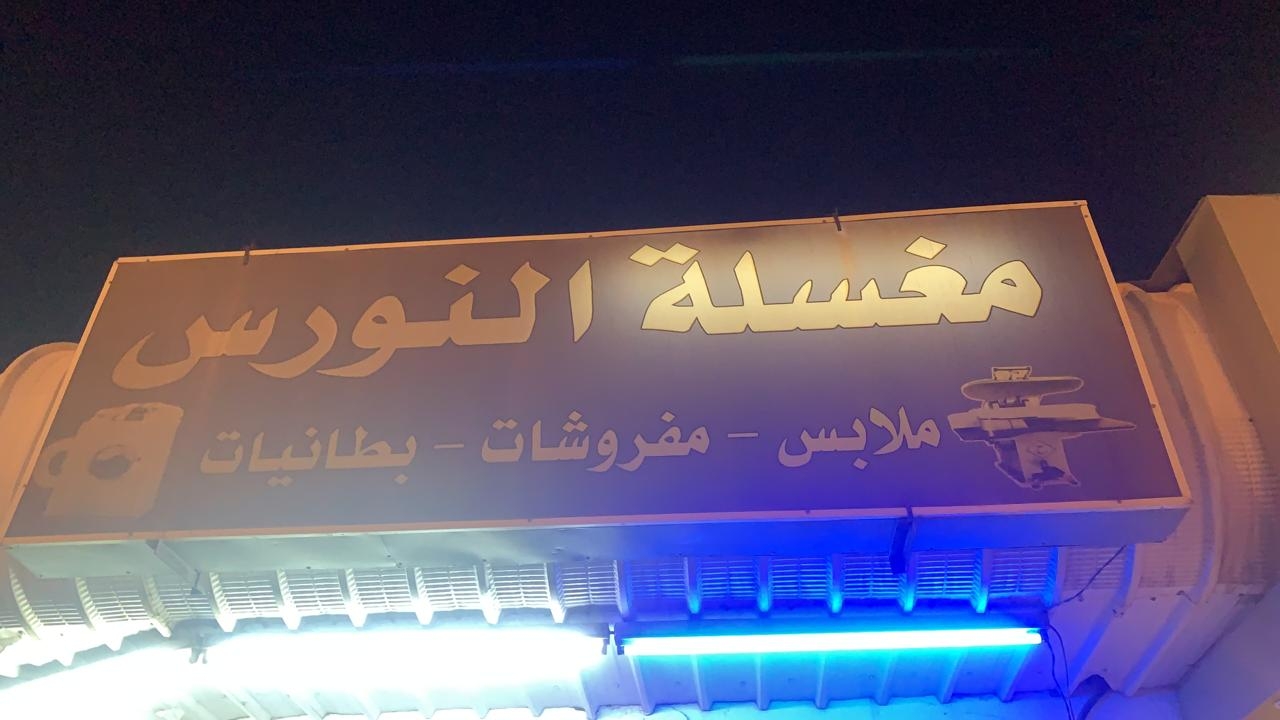 مغسلة النورس
ملابس - مفروشات - بطانيات